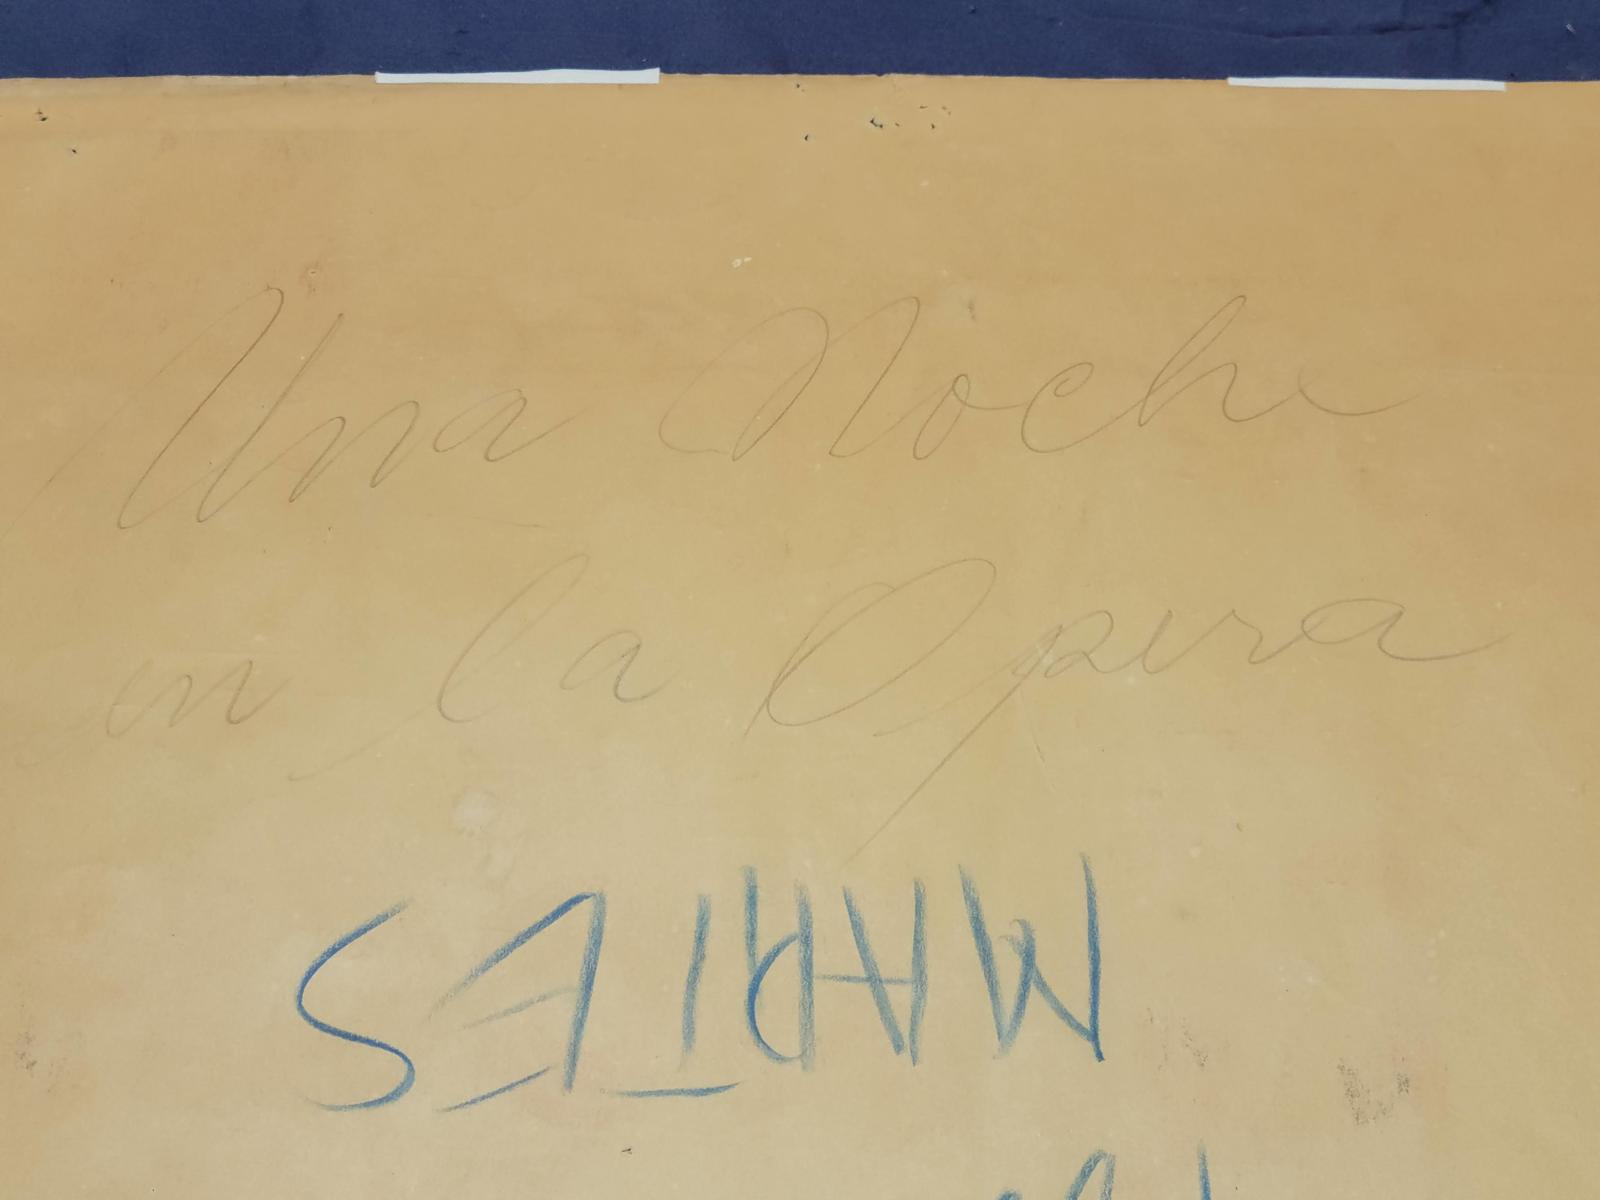 Una Noche
en la Opera
MARTES